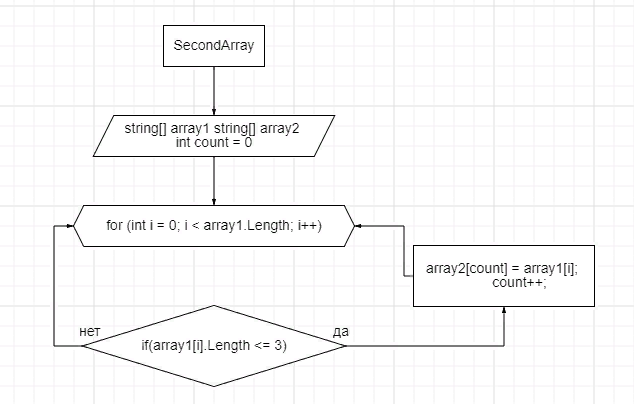 SecondArray
string[] array1 string[] array2
int count = 0
for (int i = 0; i < array1.Length; i++)
array2[count] = array1[i];
count++;
нет
да
if(array1[i].Length <= 3)